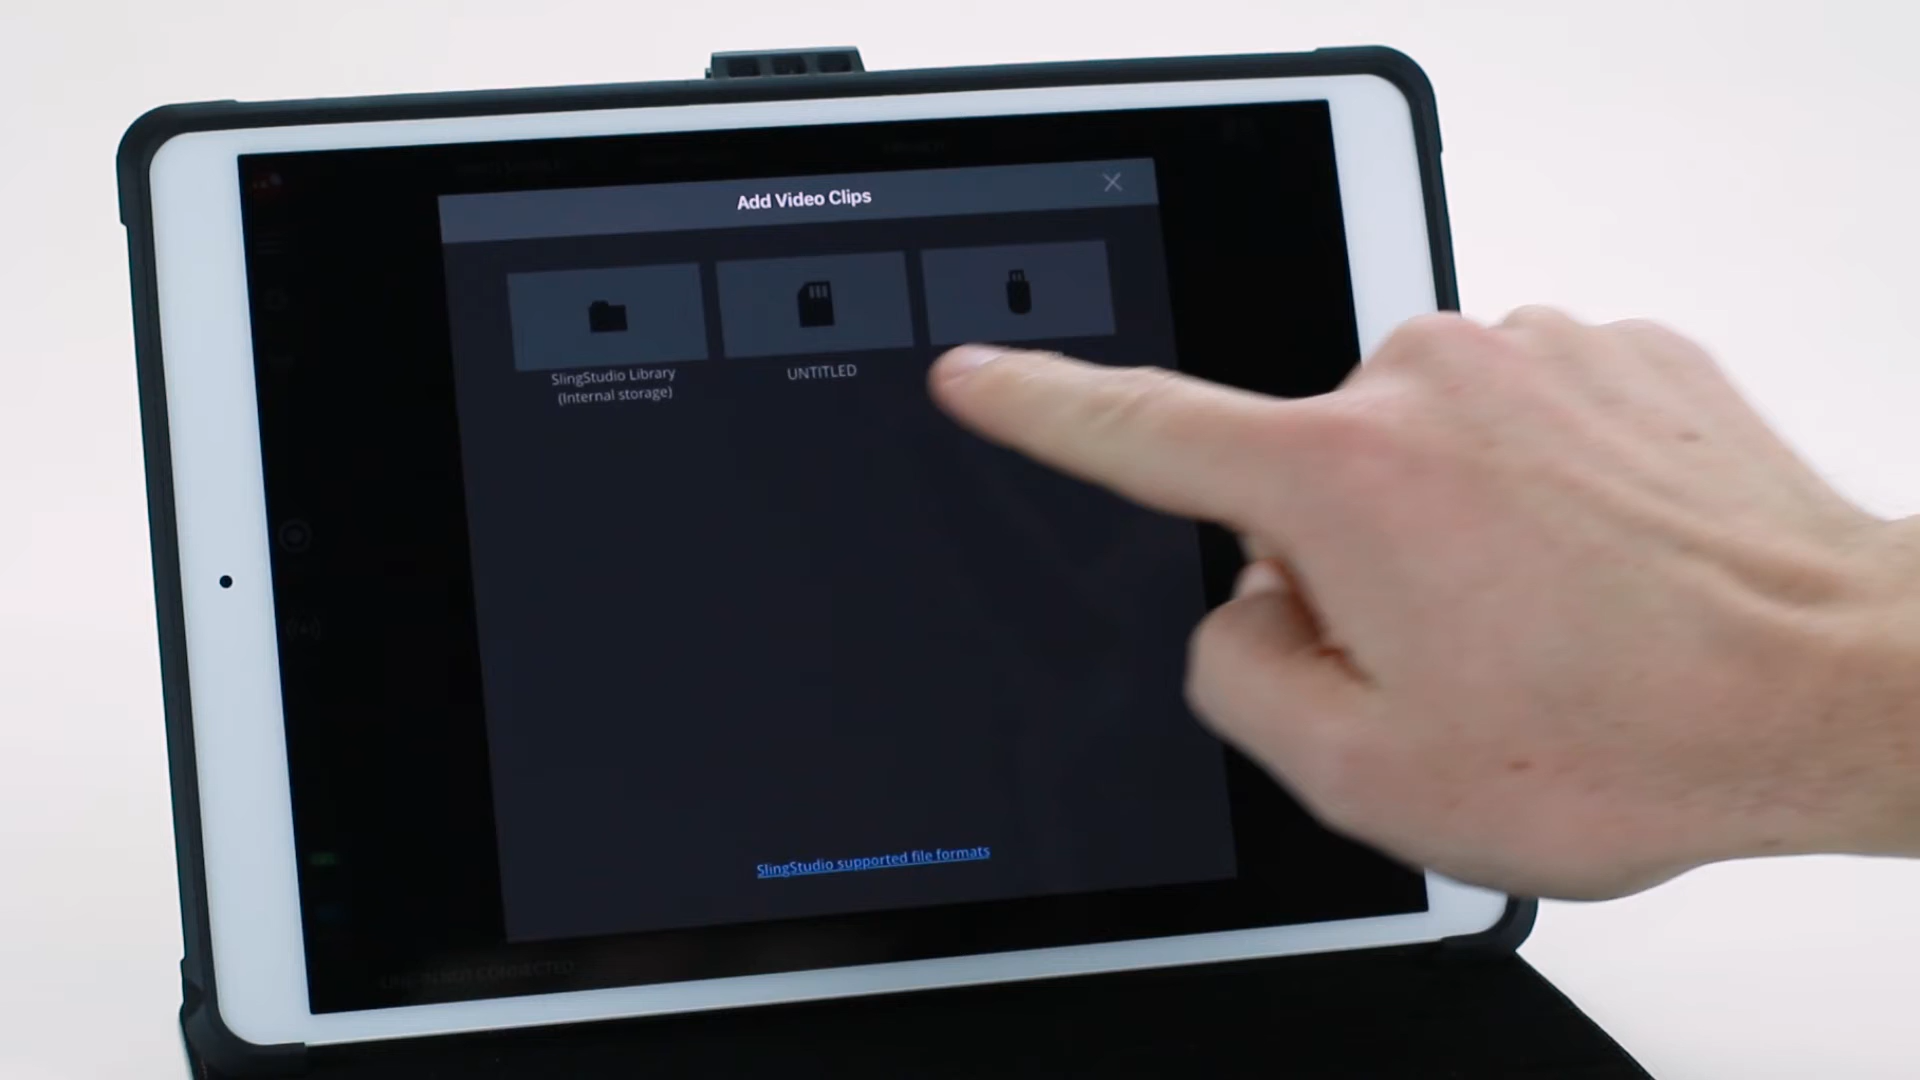 Add Video Clips
SlingStudio Library
(Internal storage)
UNTITLED
SlingStudio supported file formats